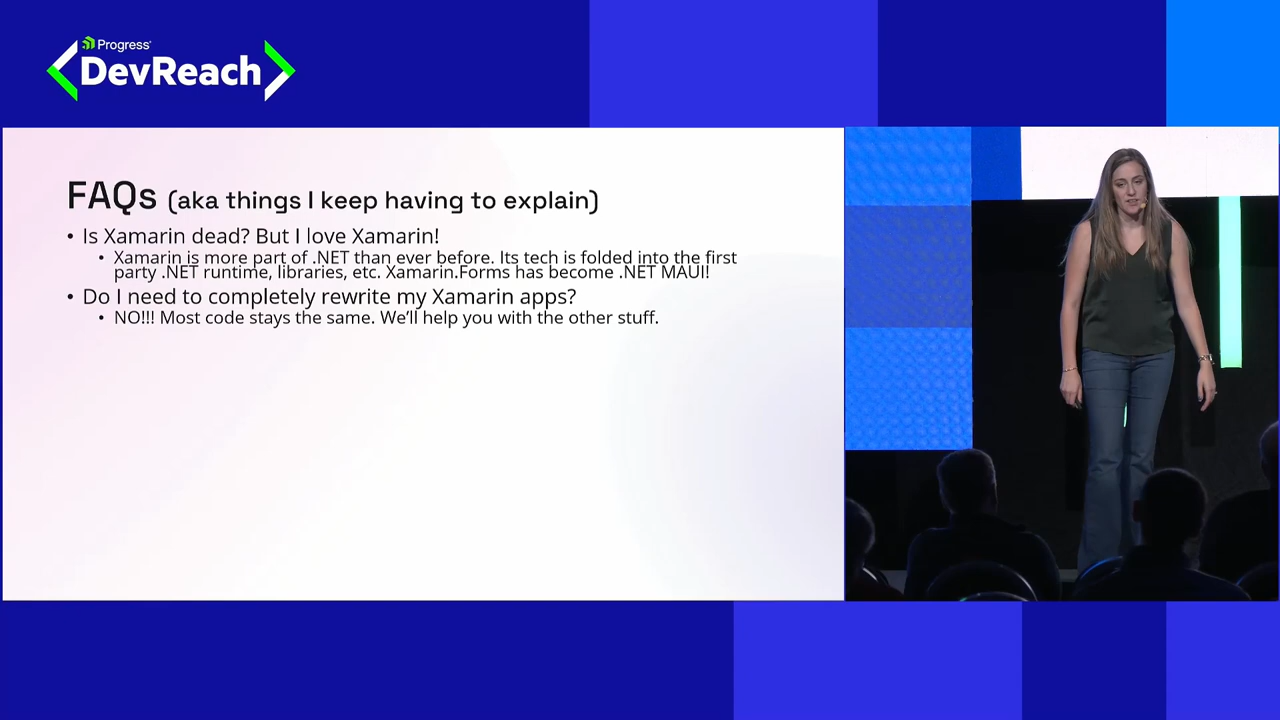 Progress®
DevReach
FAQs (aka things I keep having to explain)
• Is Xamarin dead? But I love Xamarin!
• Xamarin is more part of .NET than ever before. Its tech is folded into the first
party .NET runtime, libraries, etc. Xamarin.Forms has become .NET MAUI!
• Do I need to completely rewrite my Xamarin apps?
• NO!!! Most code stays the same. We’ll help you with the other stuff.